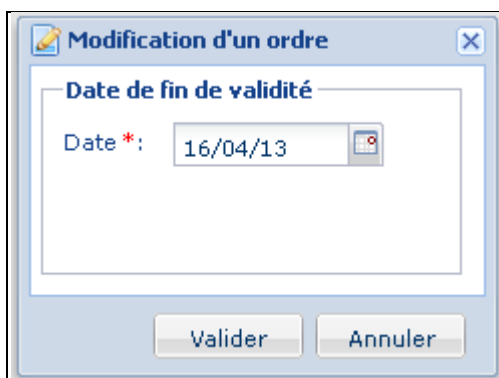 Modification d'un ordre
Date de fin de validité
Date *: 16/04/13
Valider Annuler